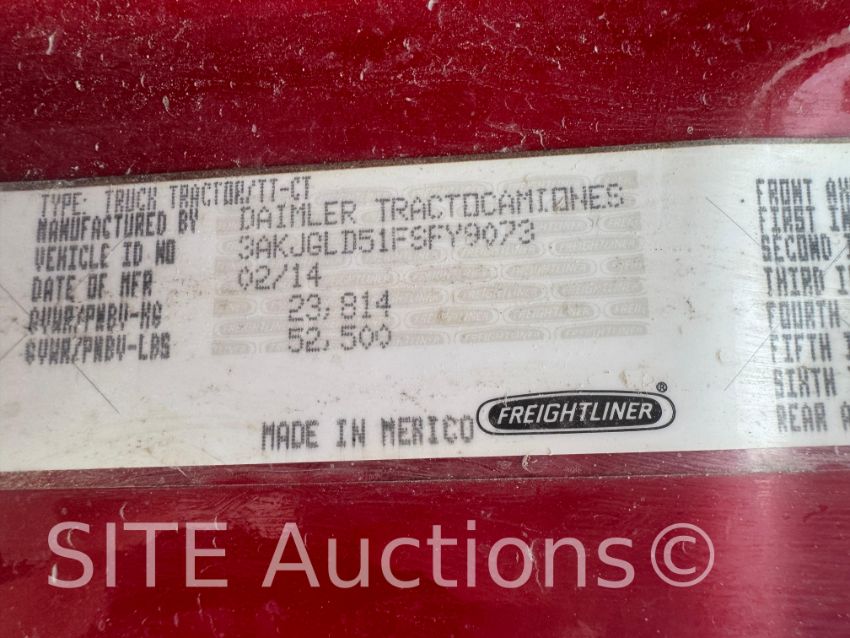 TYPE: TRUCK TRACTOR/TT-CT
MANUFACTURED BY DAIMLER TRACTOCAMIONES
VEHICLE ID NO 3AKJGLD51FSFY9073
DATE OF MFR 02/14
GVWR/PNBV-KG 23,814
GVWR/PNBV-LBS 52,500
MADE IN MEXICO FREIGHTLINER®
FRONT AX
FIRST IN
SECOND I
THIRD I
FOURTH
FIFTH I
SIXTH
REAR A
SITE Auctions©